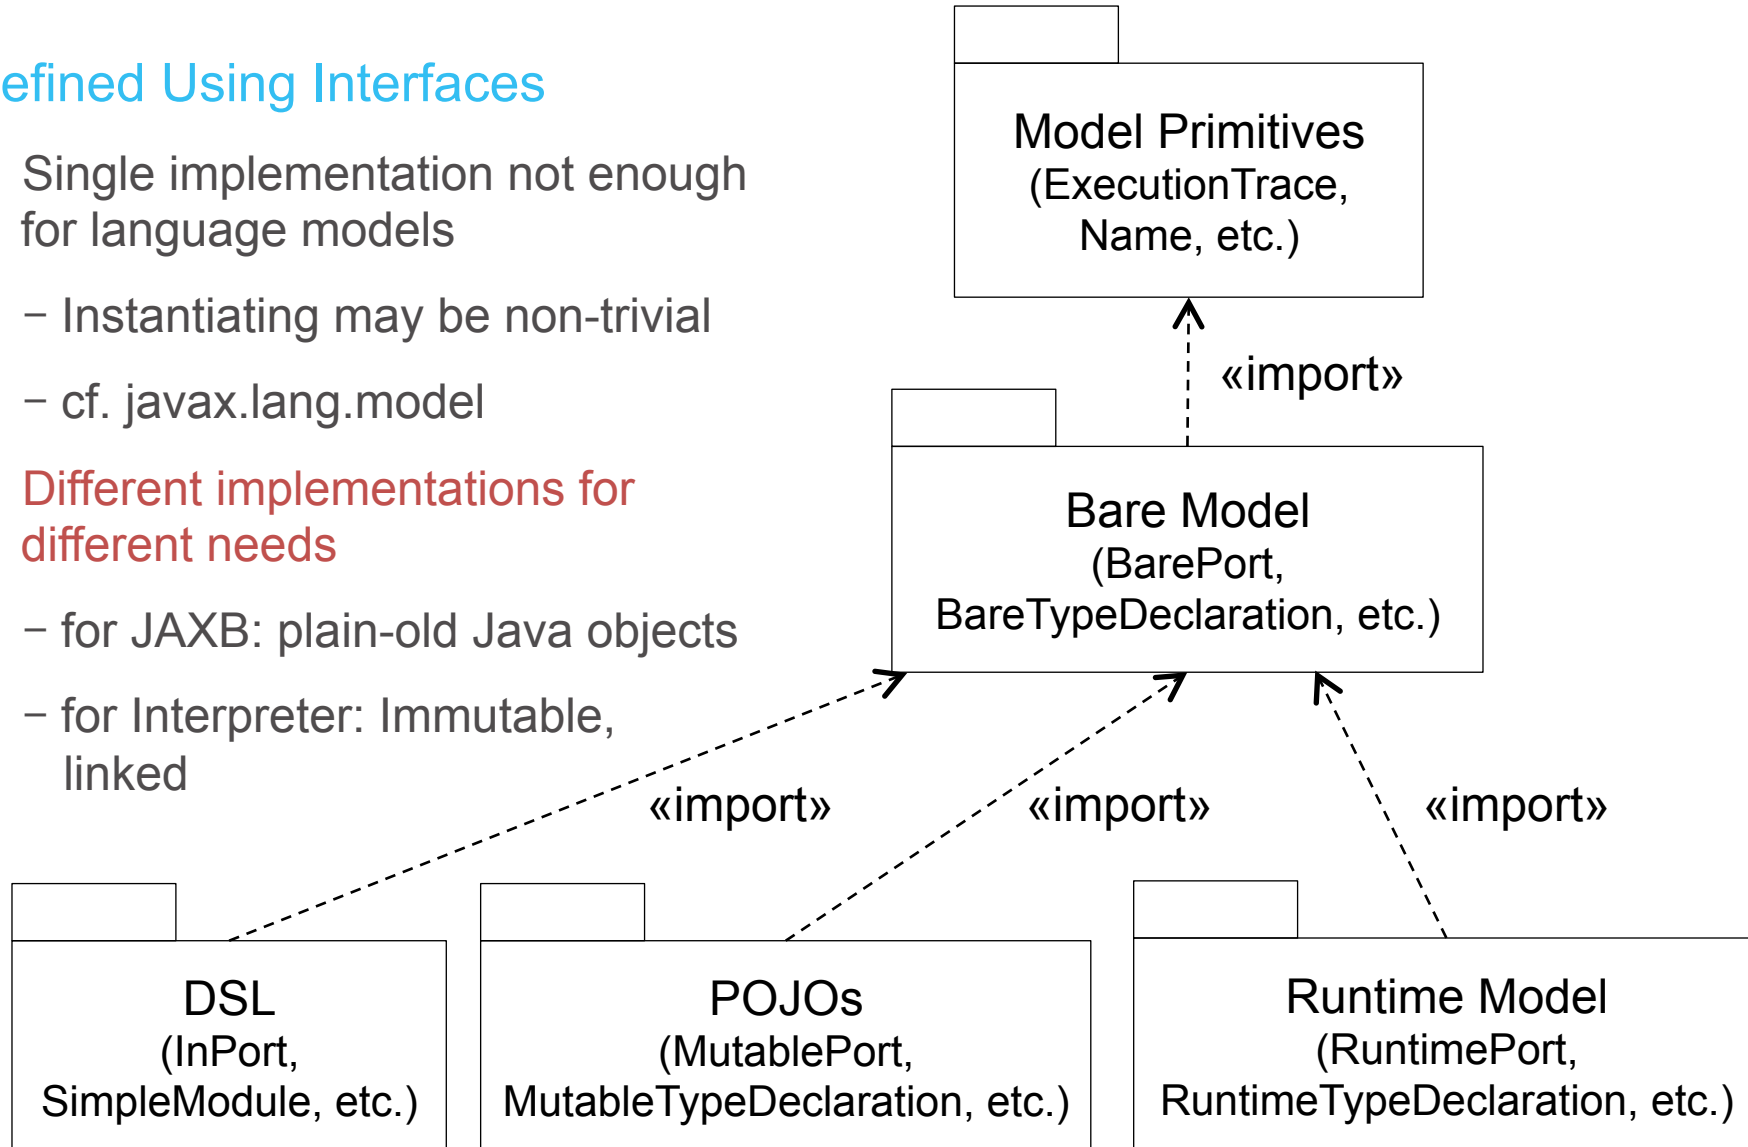 efined Using Interfaces
Single implementation not enough
for language models
– Instantiating may be non-trivial
– cf. javax.lang.model
Different implementations for
different needs
– for JAXB: plain-old Java objects
– for Interpreter: Immutable,
linked
Model Primitives
(ExecutionTrace,
Name, etc.)
«import»
Bare Model
(BarePort,
BareTypeDeclaration, etc.)
«import»
«import»
«import»
DSL
(InPort,
SimpleModule, etc.)
POJOs
(MutablePort,
MutableTypeDeclaration, etc.)
Runtime Model
(RuntimePort,
RuntimeTypeDeclaration, etc.)